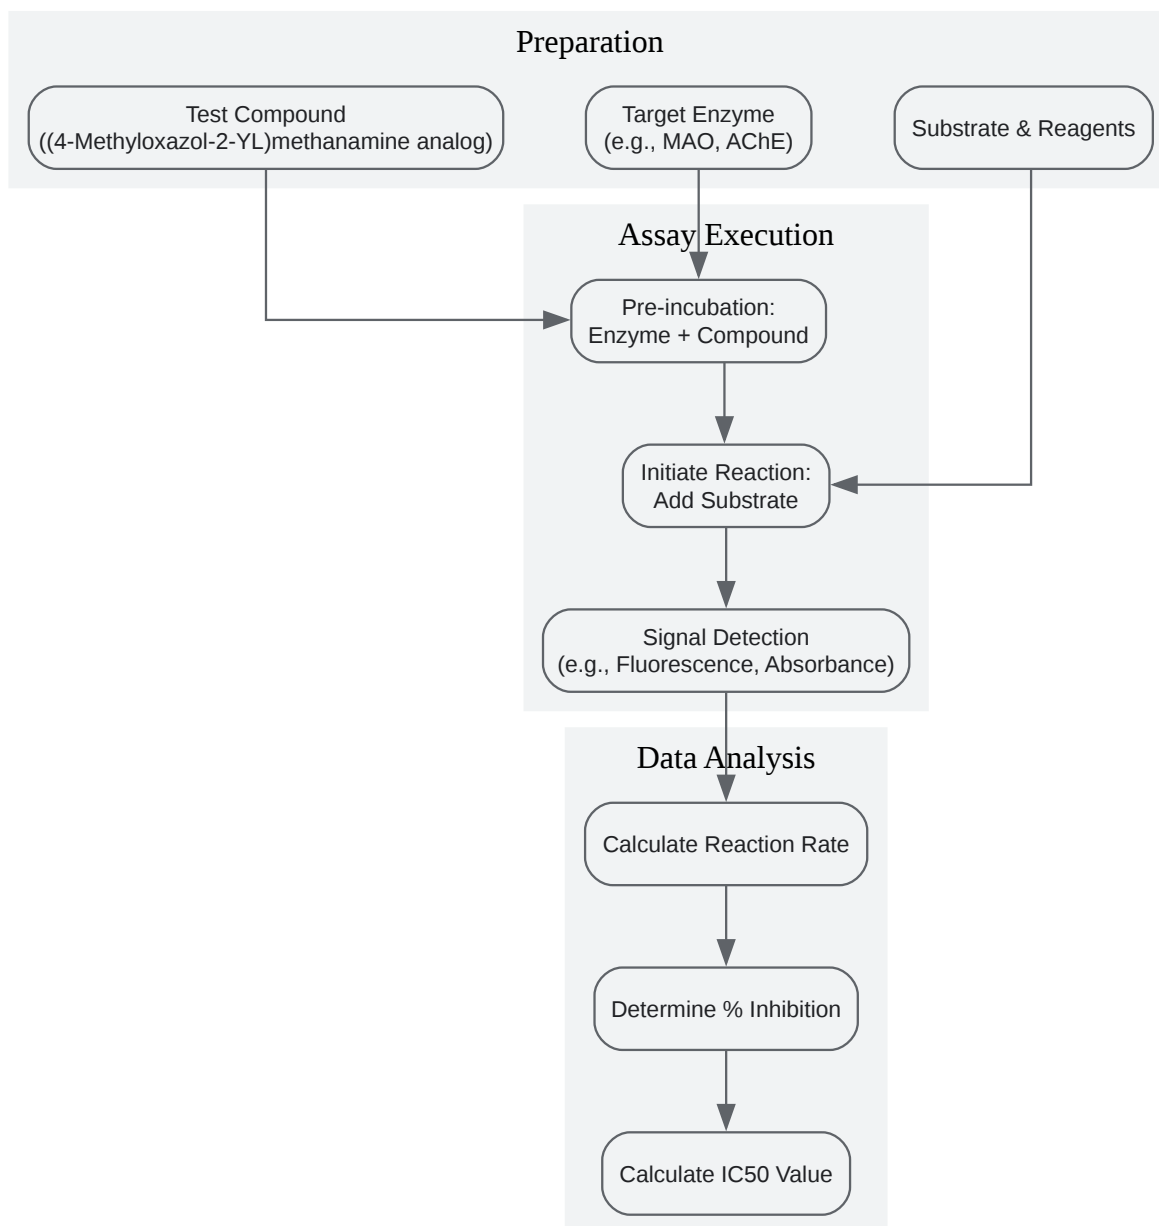 Preparation
Test Compound
((4-Methyloxazol-2-YL)methanamine analog)
Target Enzyme
(e.g., MAO, AChE)
Substrate & Reagents
Assay Execution
Pre-incubation:
Enzyme + Compound
Initiate Reaction:
Add Substrate
Signal Detection
(e.g., Fluorescence, Absorbance)
Data Analysis
Calculate Reaction Rate
Determine % Inhibition
Calculate IC50 Value